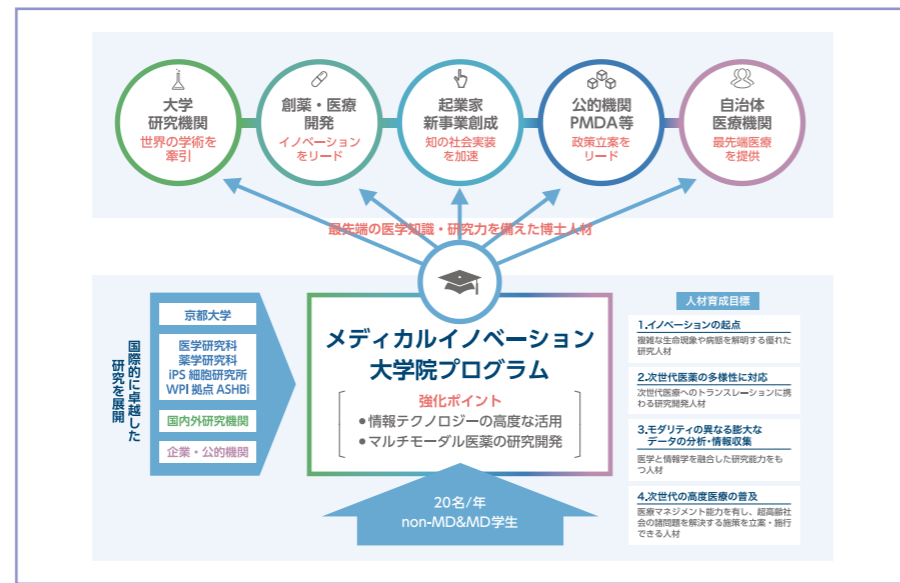 大学
研究機関
世界の学術を
牽引
創薬・医療
開発
イノベーション
をリード
起業家
新事業創成
知の社会実装
を加速
公的機関
PMDA等
政策立案を
リード
自治体
医療機関
最先端医療
を提供
最先端の医学知識・研究力を備えた博士人材
国際的に卓越した
研究を展開
京都大学
医学研究科
薬学研究科
iPS 細胞研究所
WPI 拠点 ASHBi
国内外研究機関
企業・公的機関
メディカルイノベーション
大学院プログラム
強化ポイント
●情報テクノロジーの高度な活用
●マルチモーダル医薬の研究開発
20名/年
non-MD&MD学生
人材育成目標
1.イノベーションの起点
複雑な生命現象や病態を解明する優れた
研究人材
2.次世代医薬の多様性に対応
次世代医療へのトランスレーションに携
わる研究開発人材
3.モダリティの異なる膨大な
データの分析・情報収集
医学と情報学を融合した研究能力をも
つ人材
4.次世代の高度医療の普及
医療マネジメント能力を有し、超高齢社
会の諸問題を解決する施策を立案・施行
できる人材